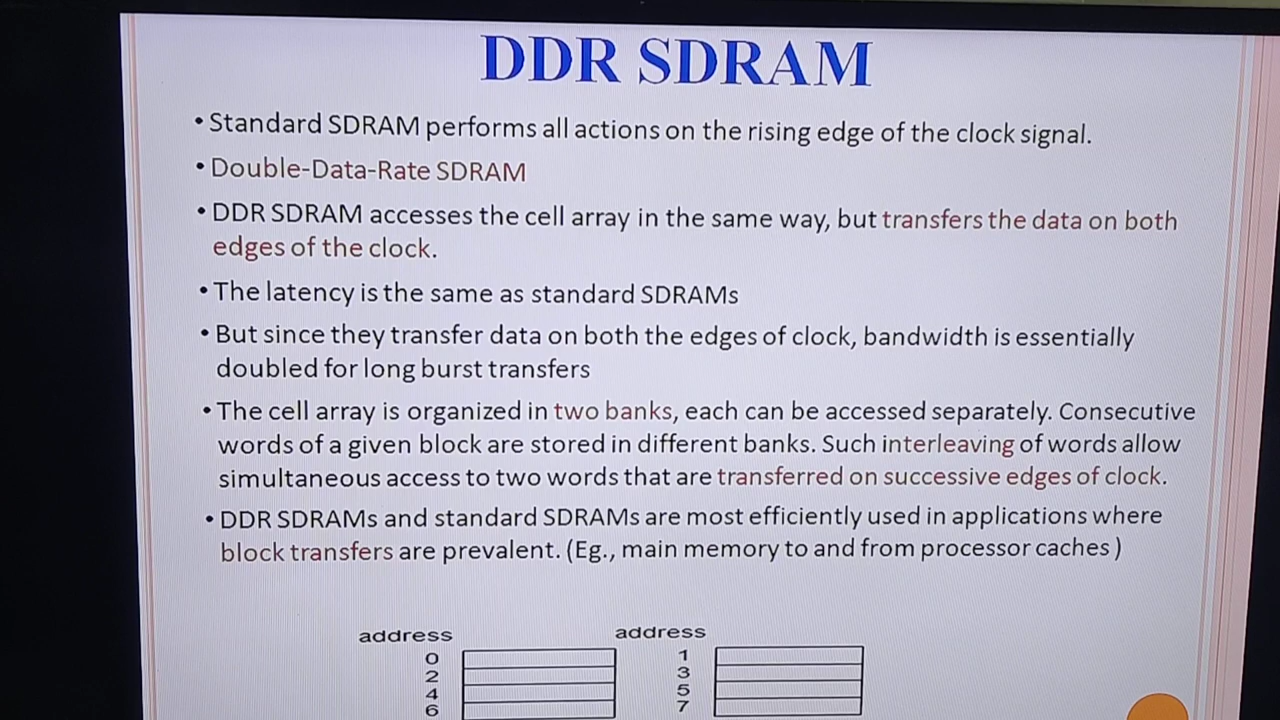 DDR SDRAM
• Standard SDRAM performs all actions on the rising edge of the clock signal.
• Double-Data-Rate SDRAM
• DDR SDRAM accesses the cell array in the same way, but transfers the data on both
edges of the clock.
• The latency is the same as standard SDRAMs
• But since they transfer data on both the edges of clock, bandwidth is essentially
doubled for long burst transfers
• The cell array is organized in two banks, each can be accessed separately. Consecutive
words of a given block are stored in different banks. Such interleaving of words allow
simultaneous access to two words that are transferred on successive edges of clock.
• DDR SDRAMs and standard SDRAMs are most efficiently used in applications where
block transfers are prevalent. (Eg., main memory to and from processor caches )
address address
0 1
2 3
4 5
6 7